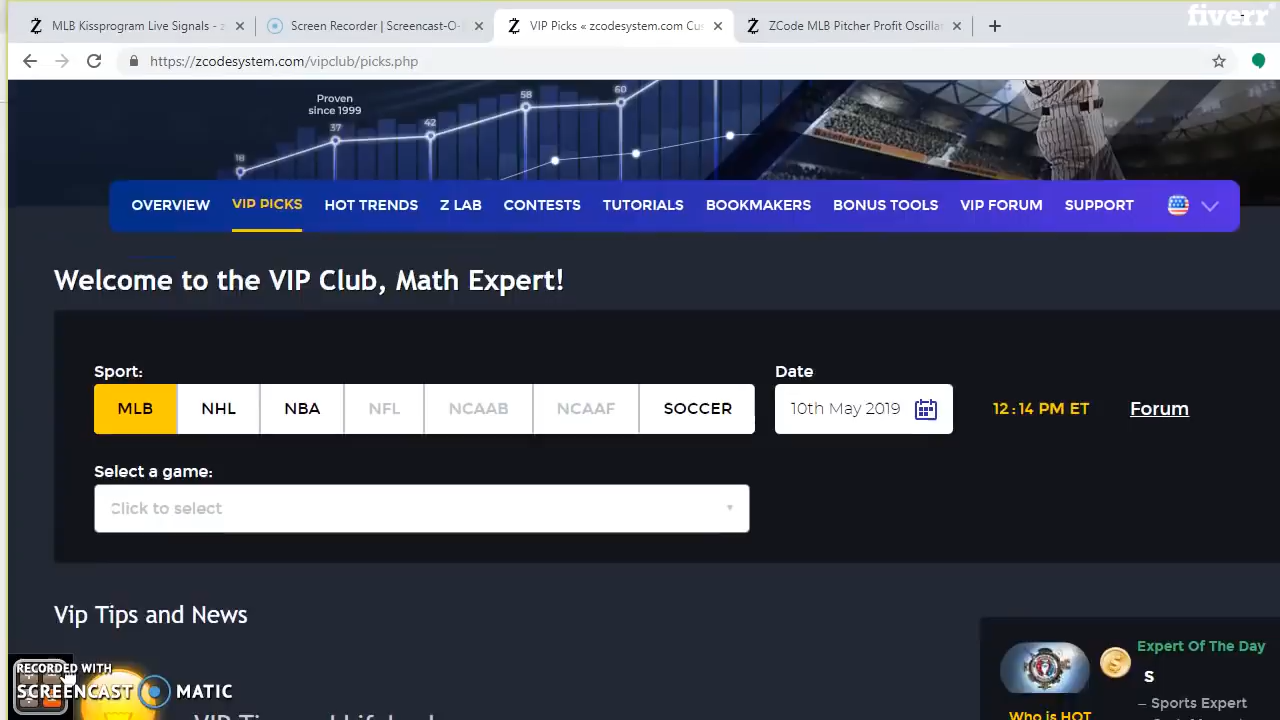 fiverr
MLB Kissprogram Live Signals - z
Screen Recorder | Screencast-O-
VIP Picks « zcodesystem.com Cus
ZCode MLB Pitcher Profit Oscillat
https://zcodesystem.com/vipclub/picks.php
Proven
since 1999
18
37
42
58
60
OVERVIEW
VIP PICKS
HOT TRENDS
Z LAB
CONTESTS
TUTORIALS
BOOKMAKERS
BONUS TOOLS
VIP FORUM
SUPPORT
Welcome to the VIP Club, Math Expert!
Sport:
Date
MLB
NHL
NBA
NFL
NCAAB
NCAAF
SOCCER
10th May 2019
12:14 PM ET
Forum
Select a game:
Click to select
Vip Tips and News
Expert Of The Day
S
– Sports Expert
Who is HOT
RECORDED WITH
SCREENCAST MATIC